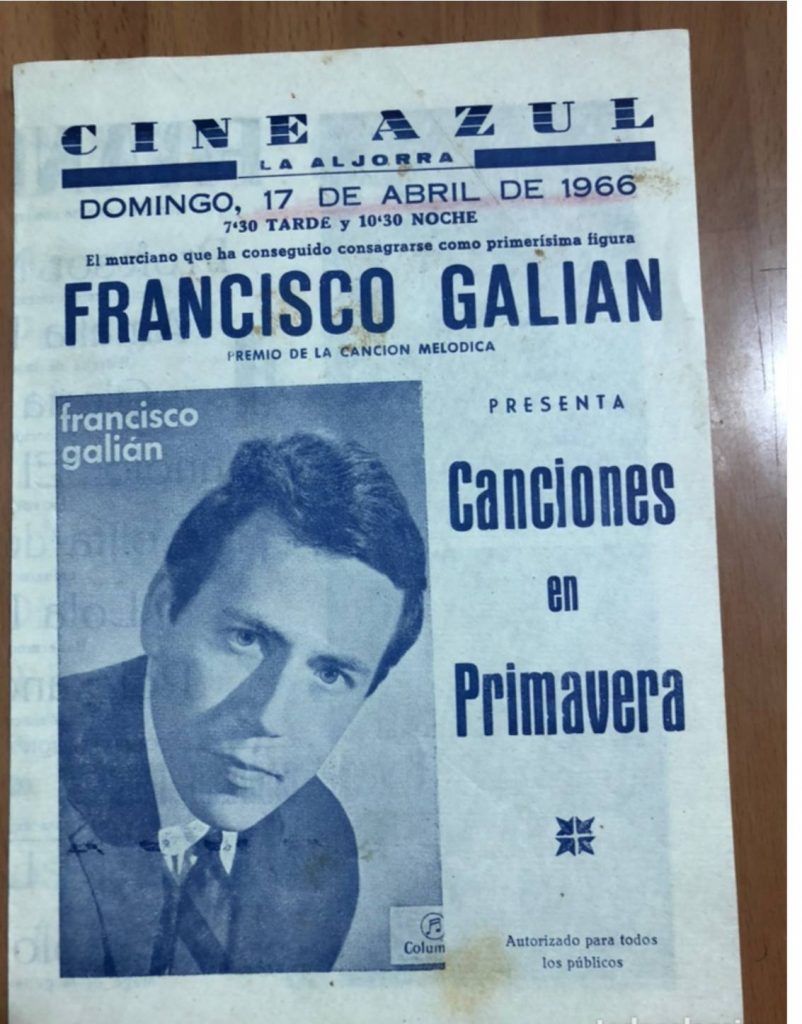 CINE AZUL
LA ALJORRA
DOMINGO, 17 DE ABRIL DE 1966
7'30 TARDE y 10'30 NOCHE
El murciano que ha conseguido consagrarse como primerísima figura
FRANCISCO GALIAN
PREMIO DE LA CANCION MELODICA
francisco
galián
PRESENTA
Canciones
en
Primavera
Colum
Autorizado para todos
los públicos